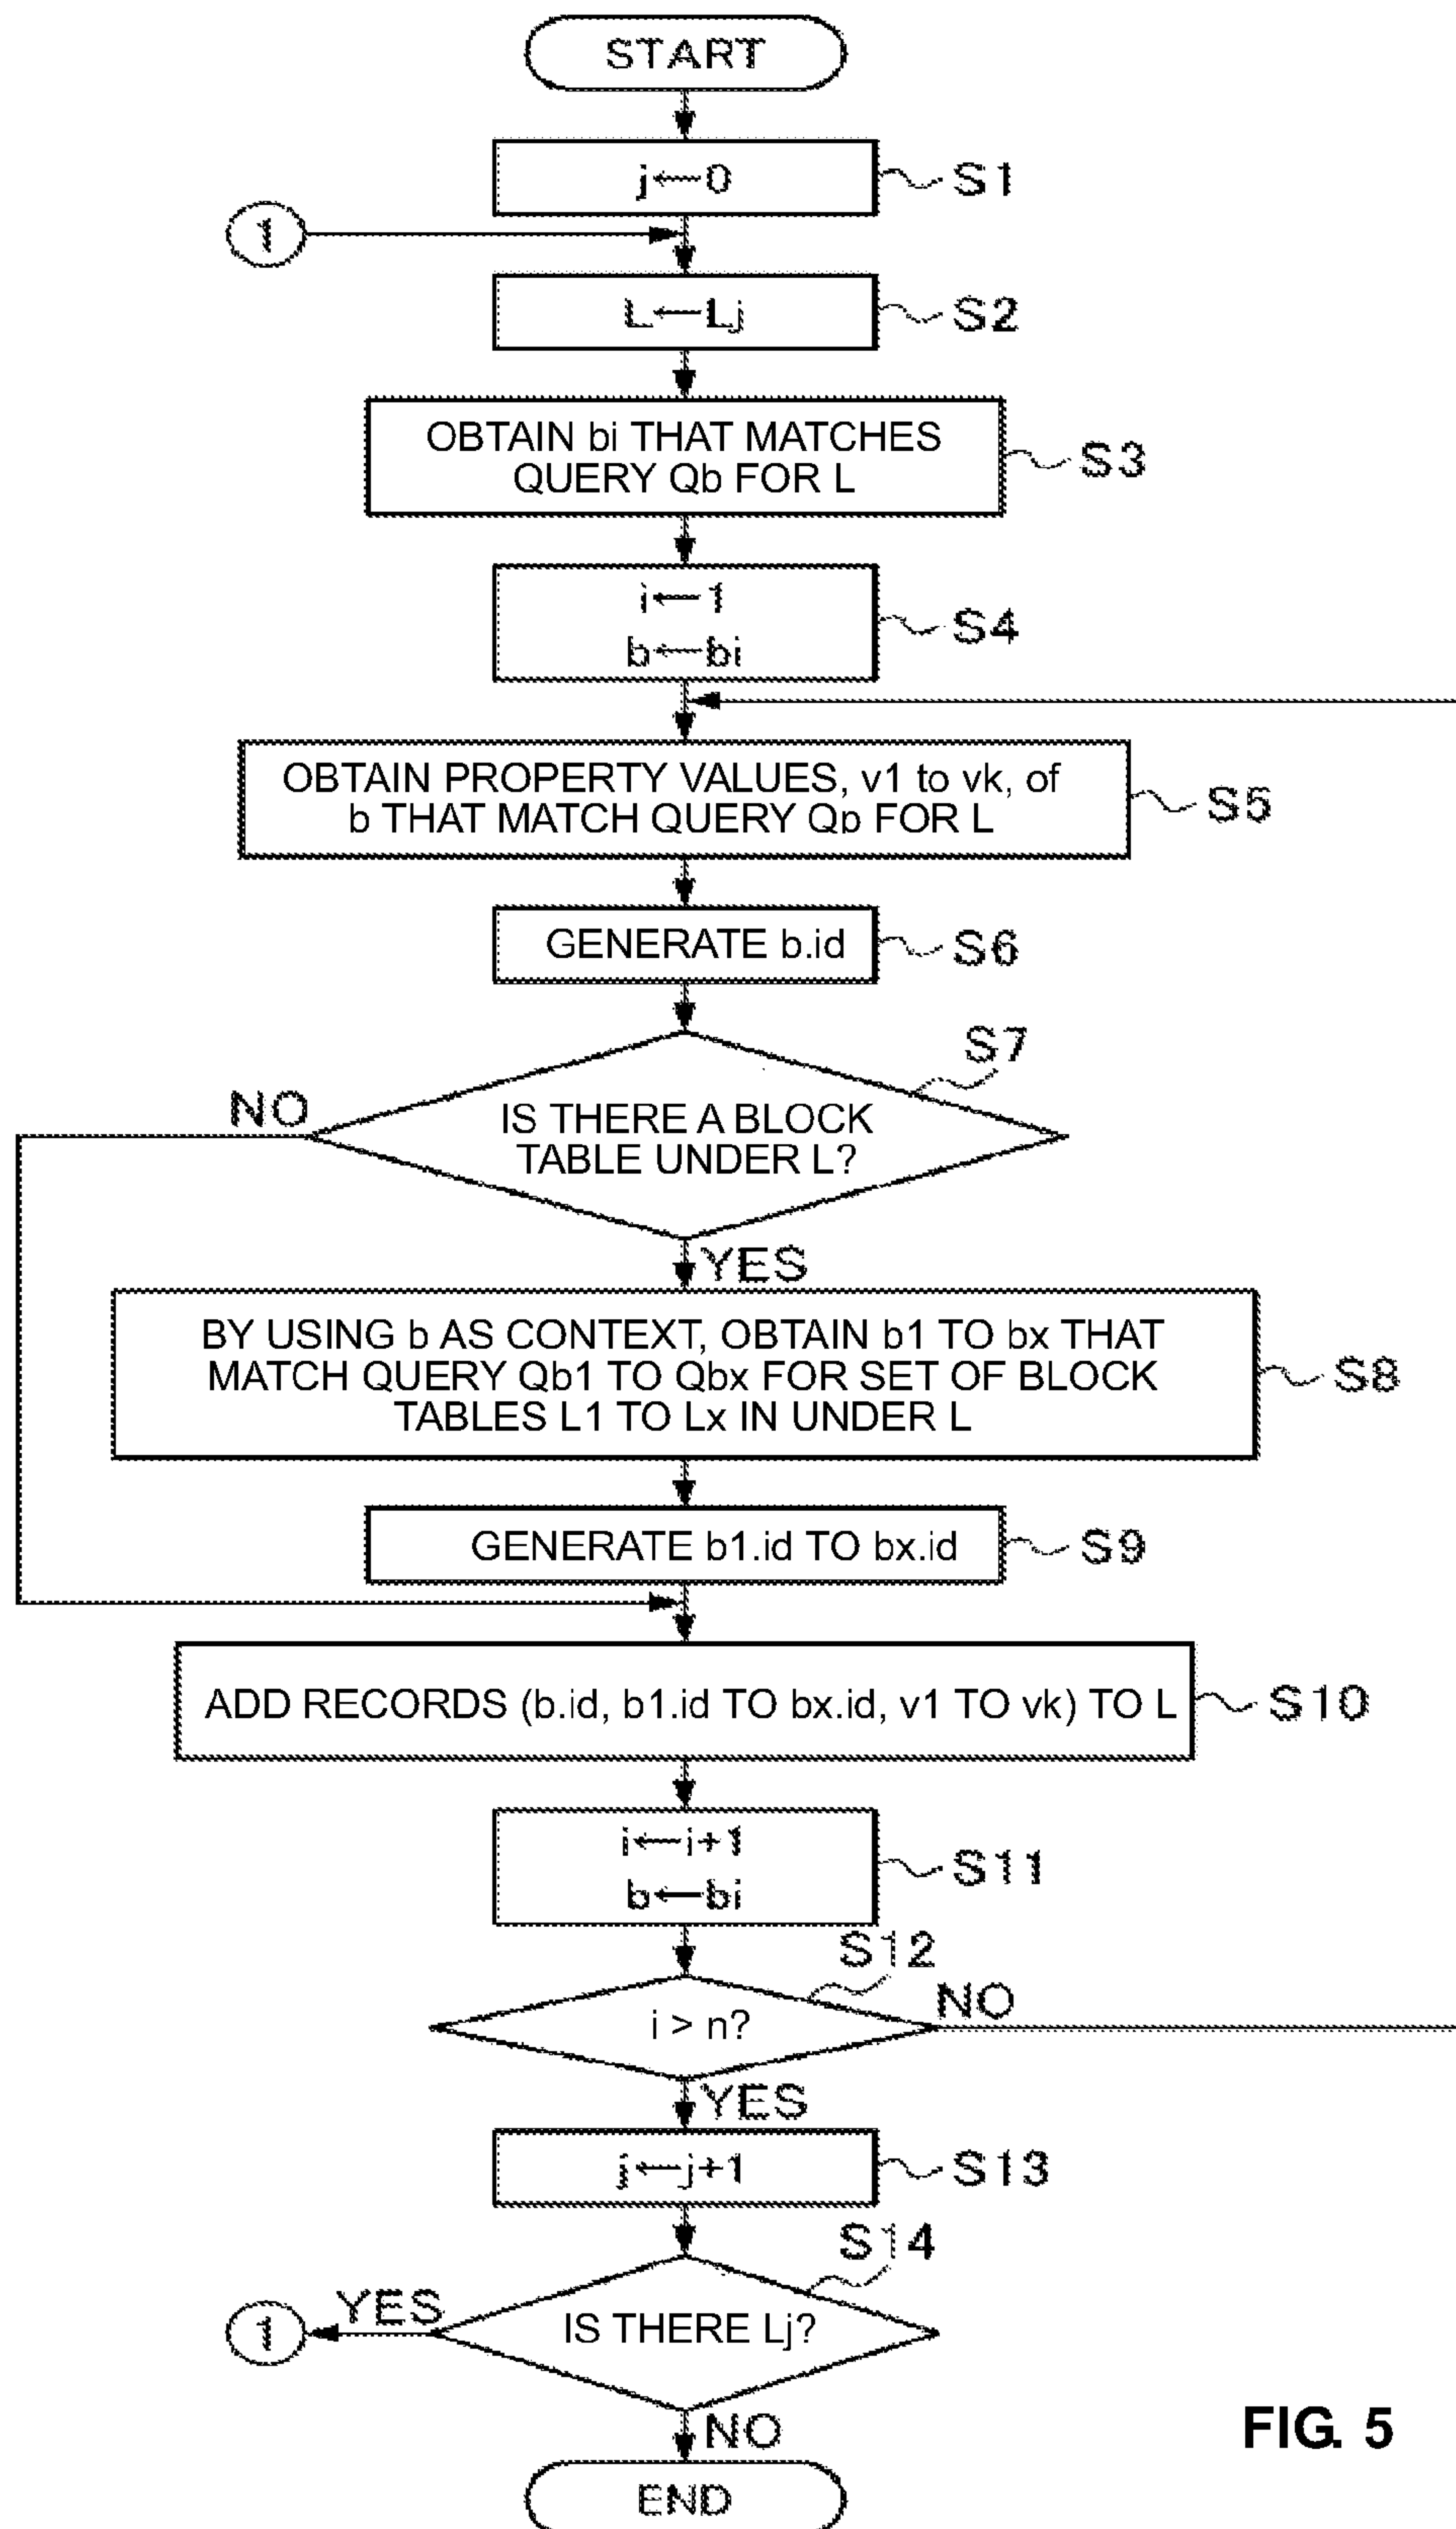 START
j←0
S1
1
L←Lj
S2
OBTAIN bi THAT MATCHES
QUERY Qb FOR L
S3
i←1
b←bi
S4
OBTAIN PROPERTY VALUES, v1 to vk, of
b THAT MATCH QUERY Qp FOR L
S5
GENERATE b.id
S6
S7
NO
IS THERE A BLOCK
TABLE UNDER L?
YES
BY USING b AS CONTEXT, OBTAIN b1 TO bx THAT
MATCH QUERY Qb1 TO Qbx FOR SET OF BLOCK
TABLES L1 TO Lx IN UNDER L
S8
GENERATE b1.id TO bx.id
S9
ADD RECORDS (b.id, b1.id TO bx.id, v1 TO vk) TO L
S10
i←i+1
b←bi
S11
S12
i > n?
NO
YES
j←j+1
S13
S14
1
YES
IS THERE Lj?
NO
FIG. 5
END